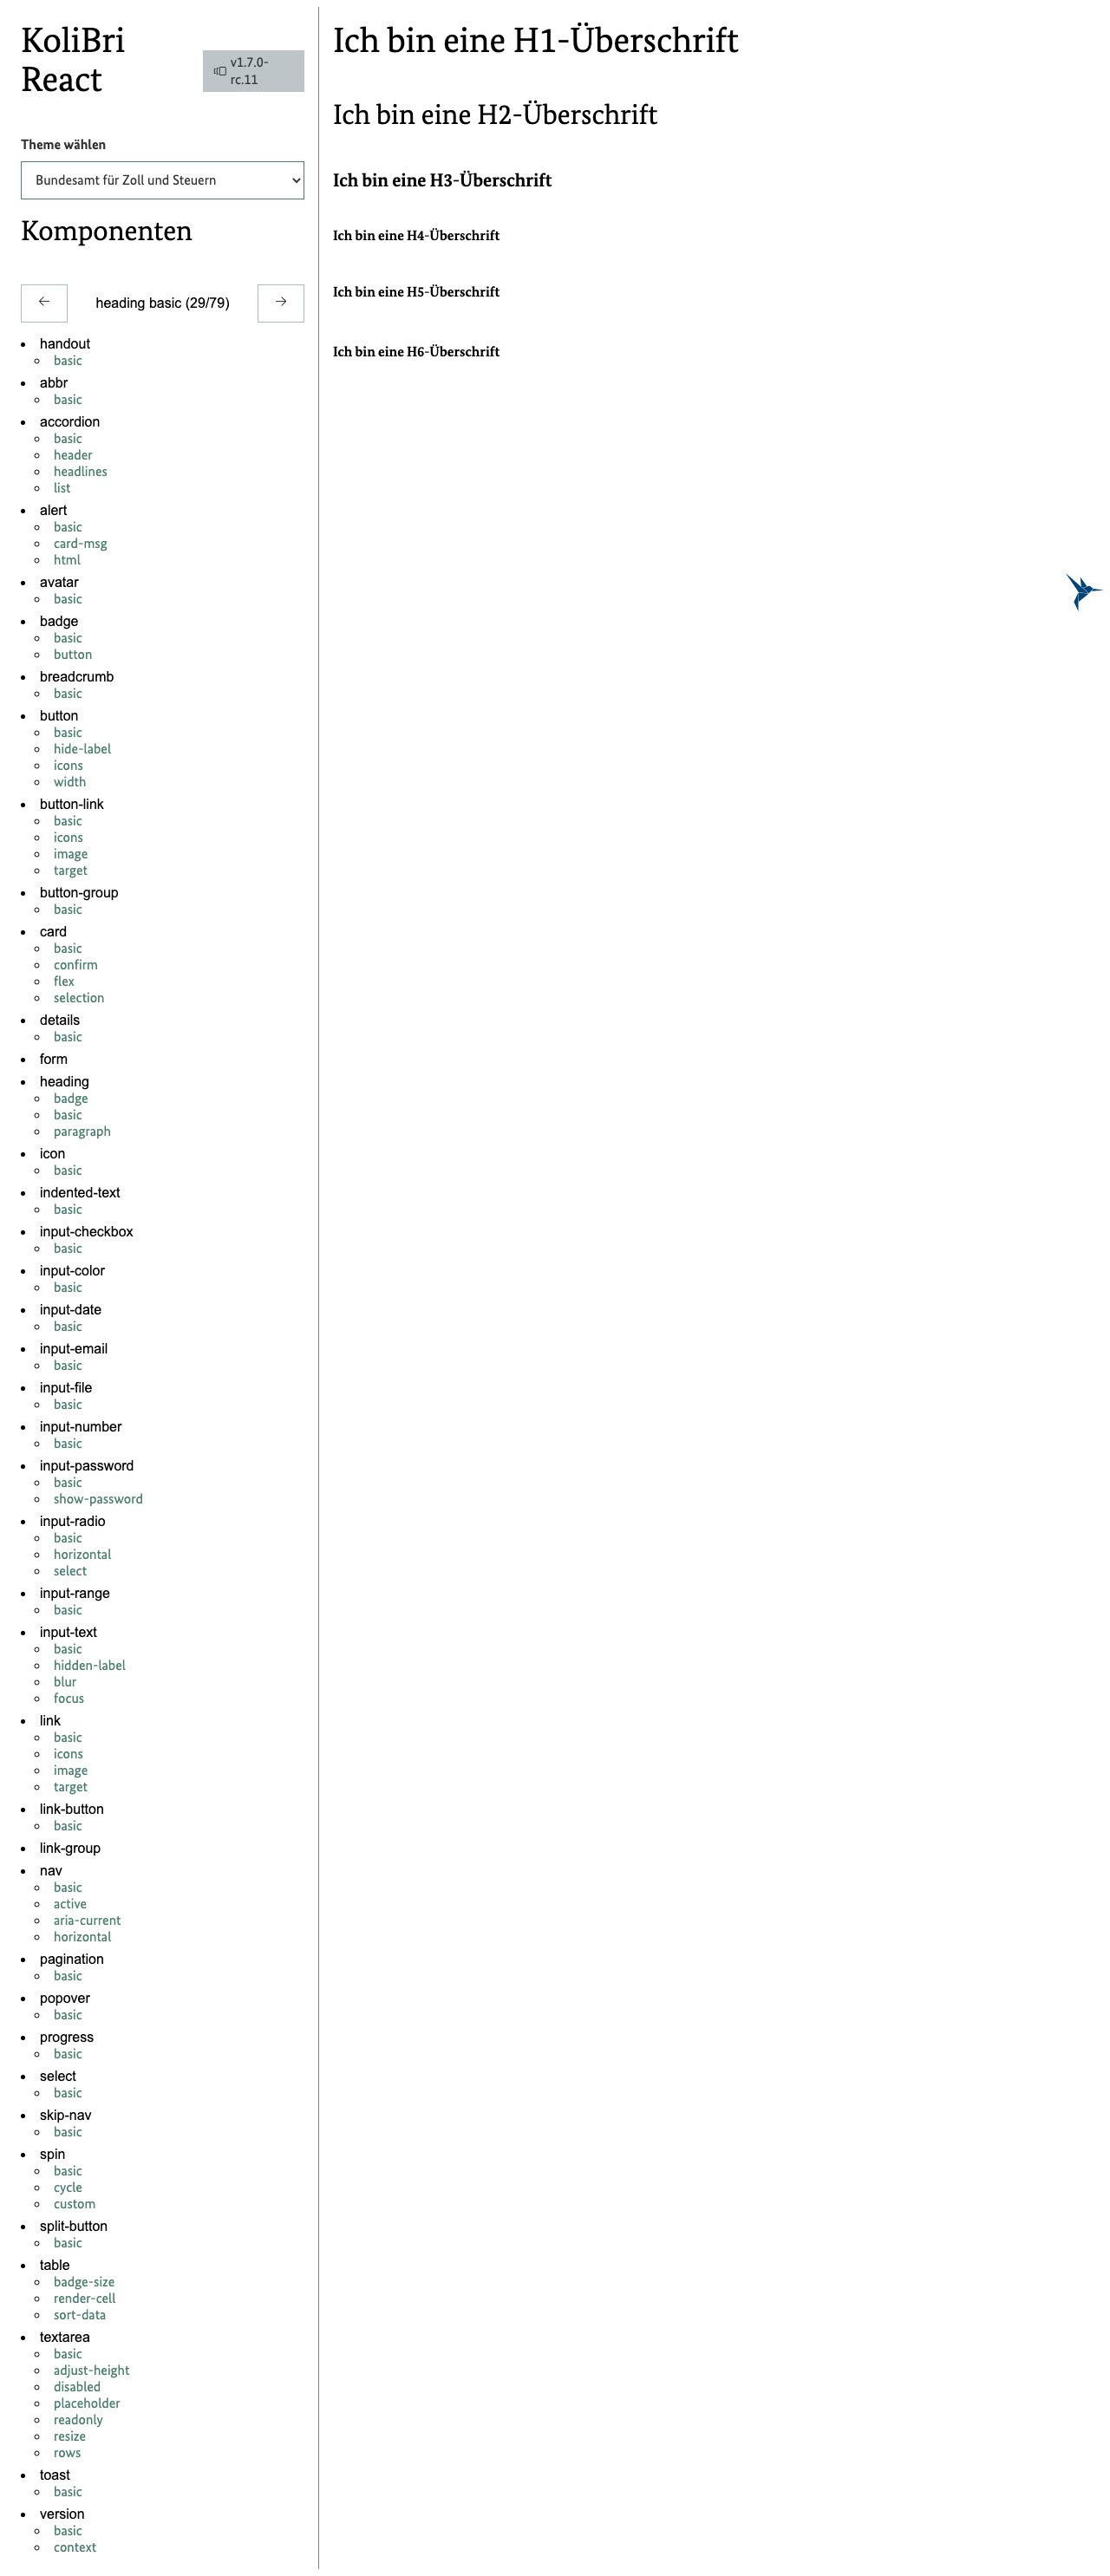 KoliBri
React
v1.7.0-
rc.11
Theme wählen
Bundesamt für Zoll und Steuern
Komponenten
heading basic (29/79)
handout
basic
abbr
basic
accordion
basic
header
headlines
list
alert
basic
card-msg
html
avatar
basic
badge
basic
button
breadcrumb
basic
button
basic
hide-label
icons
width
button-link
basic
icons
image
target
button-group
basic
card
basic
confirm
flex
selection
details
basic
form
heading
badge
basic
paragraph
icon
basic
indented-text
basic
input-checkbox
basic
input-color
basic
input-date
basic
input-email
basic
input-file
basic
input-number
basic
input-password
basic
show-password
input-radio
basic
horizontal
select
input-range
basic
input-text
basic
hidden-label
blur
focus
link
basic
icons
image
target
link-button
basic
link-group
nav
basic
active
aria-current
horizontal
pagination
basic
popover
basic
progress
basic
select
basic
skip-nav
basic
spin
basic
cycle
custom
split-button
basic
table
badge-size
render-cell
sort-data
textarea
basic
adjust-height
disabled
placeholder
readonly
resize
rows
toast
basic
version
basic
context
Ich bin eine H1-Überschrift
Ich bin eine H2-Überschrift
Ich bin eine H3-Überschrift
Ich bin eine H4-Überschrift
Ich bin eine H5-Überschrift
Ich bin eine H6-Überschrift